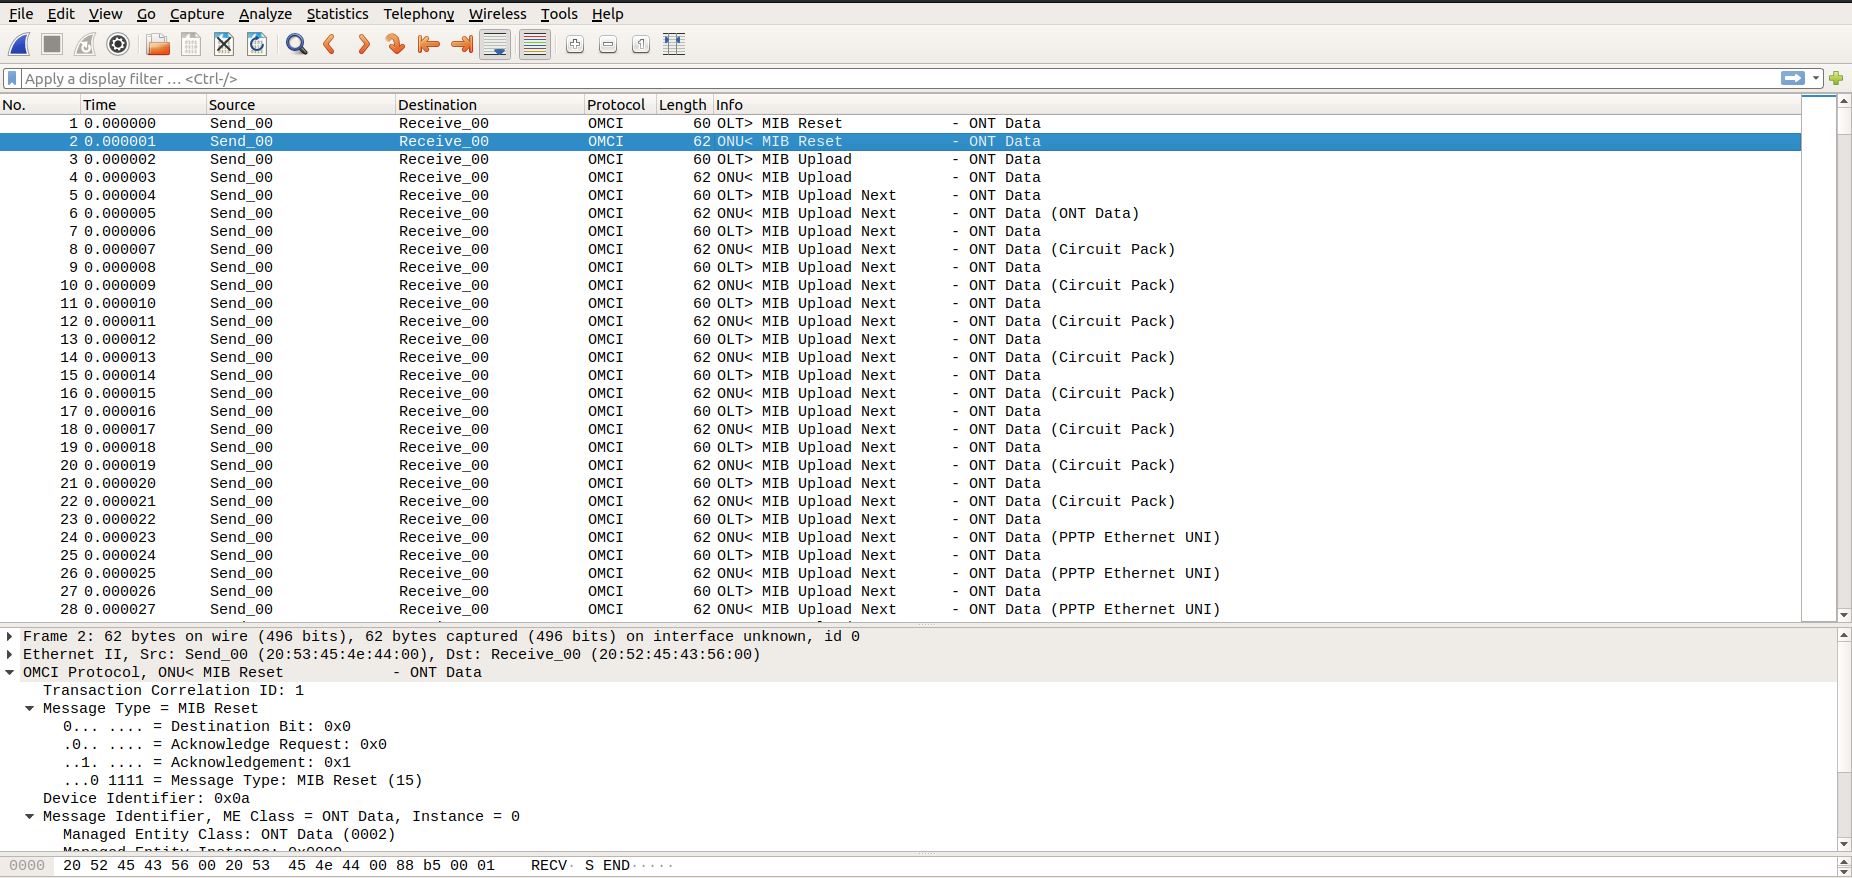 File Edit View Go Capture Analyze Statistics Telephony Wireless Tools Help
Apply a display filter … <Ctrl-/>
No. Time Source Destination Protocol Length Info
1 0.000000 Send_00 Receive_00 OMCI 60 OLT> MIB Reset - ONT Data
2 0.000001 Send_00 Receive_00 OMCI 62 ONU< MIB Reset - ONT Data
3 0.000002 Send_00 Receive_00 OMCI 60 OLT> MIB Upload - ONT Data
4 0.000003 Send_00 Receive_00 OMCI 62 ONU< MIB Upload - ONT Data
5 0.000004 Send_00 Receive_00 OMCI 60 OLT> MIB Upload Next - ONT Data
6 0.000005 Send_00 Receive_00 OMCI 62 ONU< MIB Upload Next - ONT Data (ONT Data)
7 0.000006 Send_00 Receive_00 OMCI 60 OLT> MIB Upload Next - ONT Data
8 0.000007 Send_00 Receive_00 OMCI 62 ONU< MIB Upload Next - ONT Data (Circuit Pack)
9 0.000008 Send_00 Receive_00 OMCI 60 OLT> MIB Upload Next - ONT Data
10 0.000009 Send_00 Receive_00 OMCI 62 ONU< MIB Upload Next - ONT Data (Circuit Pack)
11 0.000010 Send_00 Receive_00 OMCI 60 OLT> MIB Upload Next - ONT Data
12 0.000011 Send_00 Receive_00 OMCI 62 ONU< MIB Upload Next - ONT Data (Circuit Pack)
13 0.000012 Send_00 Receive_00 OMCI 60 OLT> MIB Upload Next - ONT Data
14 0.000013 Send_00 Receive_00 OMCI 62 ONU< MIB Upload Next - ONT Data (Circuit Pack)
15 0.000014 Send_00 Receive_00 OMCI 60 OLT> MIB Upload Next - ONT Data
16 0.000015 Send_00 Receive_00 OMCI 62 ONU< MIB Upload Next - ONT Data (Circuit Pack)
17 0.000016 Send_00 Receive_00 OMCI 60 OLT> MIB Upload Next - ONT Data
18 0.000017 Send_00 Receive_00 OMCI 62 ONU< MIB Upload Next - ONT Data (Circuit Pack)
19 0.000018 Send_00 Receive_00 OMCI 60 OLT> MIB Upload Next - ONT Data
20 0.000019 Send_00 Receive_00 OMCI 62 ONU< MIB Upload Next - ONT Data (Circuit Pack)
21 0.000020 Send_00 Receive_00 OMCI 60 OLT> MIB Upload Next - ONT Data
22 0.000021 Send_00 Receive_00 OMCI 62 ONU< MIB Upload Next - ONT Data (Circuit Pack)
23 0.000022 Send_00 Receive_00 OMCI 60 OLT> MIB Upload Next - ONT Data
24 0.000023 Send_00 Receive_00 OMCI 62 ONU< MIB Upload Next - ONT Data (PPTP Ethernet UNI)
25 0.000024 Send_00 Receive_00 OMCI 60 OLT> MIB Upload Next - ONT Data
26 0.000025 Send_00 Receive_00 OMCI 62 ONU< MIB Upload Next - ONT Data (PPTP Ethernet UNI)
27 0.000026 Send_00 Receive_00 OMCI 60 OLT> MIB Upload Next - ONT Data
28 0.000027 Send_00 Receive_00 OMCI 62 ONU< MIB Upload Next - ONT Data (PPTP Ethernet UNI)
Frame 2: 62 bytes on wire (496 bits), 62 bytes captured (496 bits) on interface unknown, id 0
Ethernet II, Src: Send_00 (20:53:45:4e:44:00), Dst: Receive_00 (20:52:45:43:56:00)
OMCI Protocol, ONU< MIB Reset - ONT Data
Transaction Correlation ID: 1
Message Type = MIB Reset
0... .... = Destination Bit: 0x0
.0.. .... = Acknowledge Request: 0x0
..1. .... = Acknowledgement: 0x1
...0 1111 = Message Type: MIB Reset (15)
Device Identifier: 0x0a
Message Identifier, ME Class = ONT Data, Instance = 0
Managed Entity Class: ONT Data (0002)
Managed Entity Instance: 0x0000
0000 20 52 45 43 56 00 20 53 45 4e 44 00 88 b5 00 01 RECV· S END·····